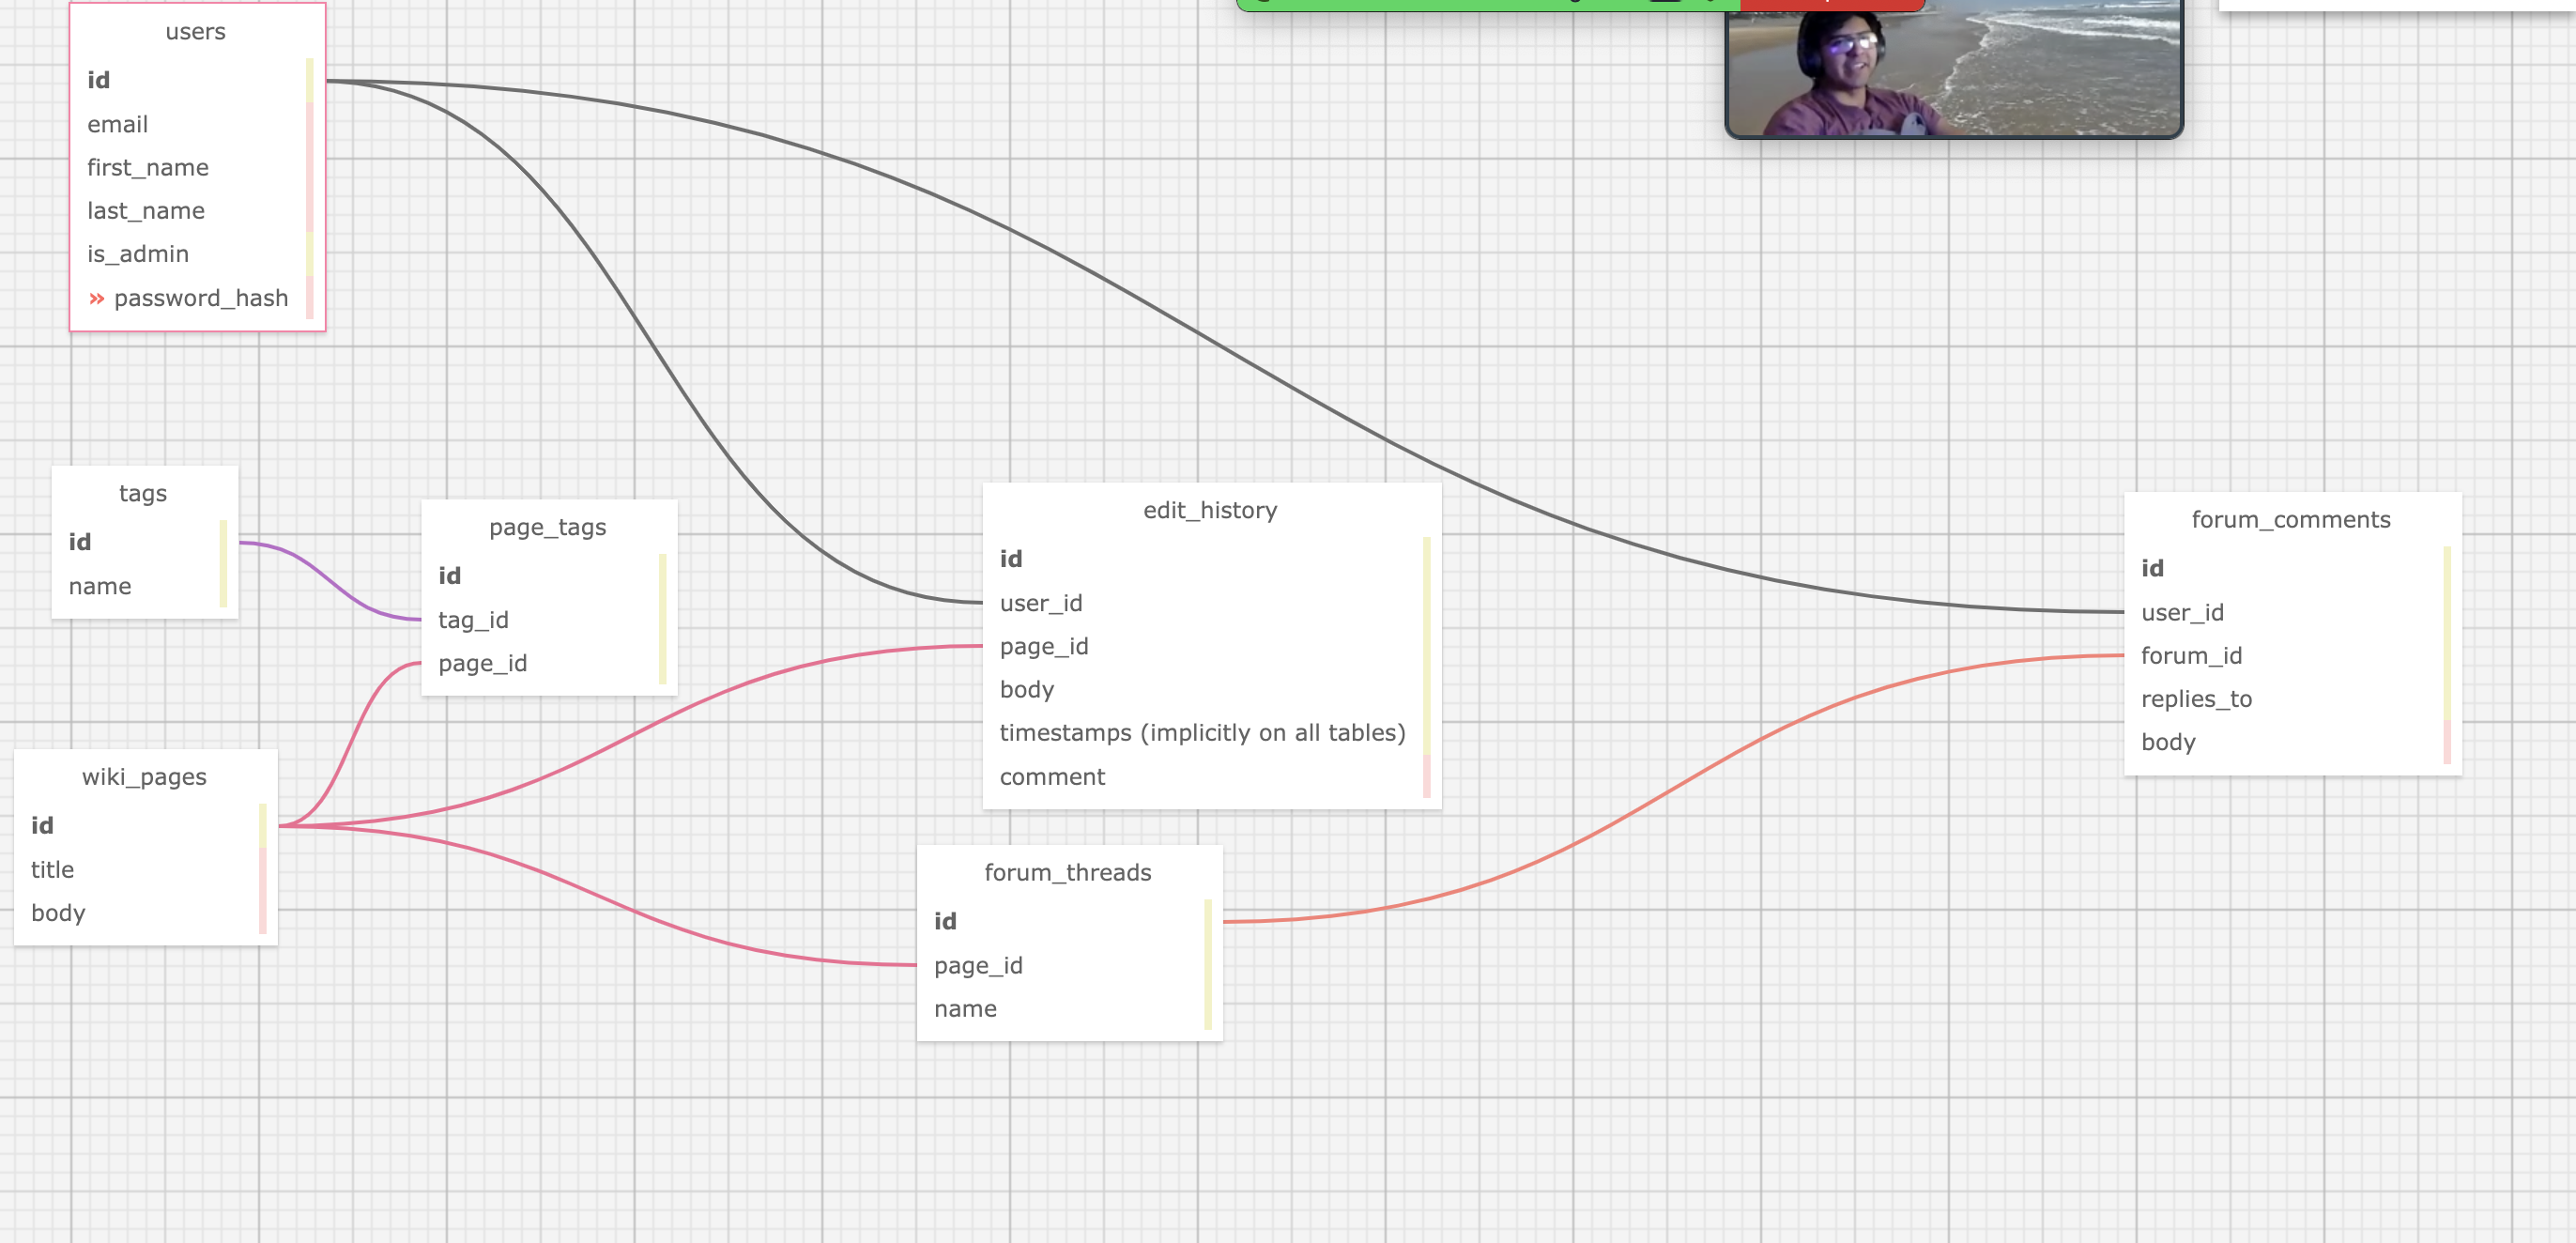 users
id
email
first_name
last_name
is_admin
» password_hash
tags
id
name
page_tags
id
tag_id
page_id
edit_history
id
user_id
page_id
body
timestamps (implicitly on all tables)
comment
forum_comments
id
user_id
forum_id
replies_to
body
wiki_pages
id
title
body
forum_threads
id
page_id
name